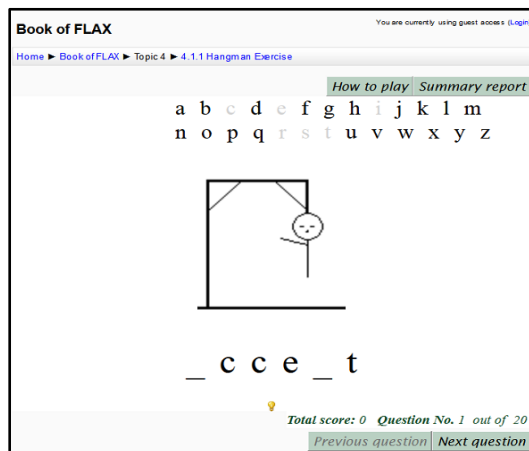 Book of FLAX
You are currently using guest access (Login
Home ► Book of FLAX ► Topic 4 ► 4.1.1 Hangman Exercise
How to play Summary report
a b c d e f g h i j k l m
n o p q r s t u v w x y z
_ c c e _ t
Total score: 0 Question No. 1 out of 20
Previous question Next question